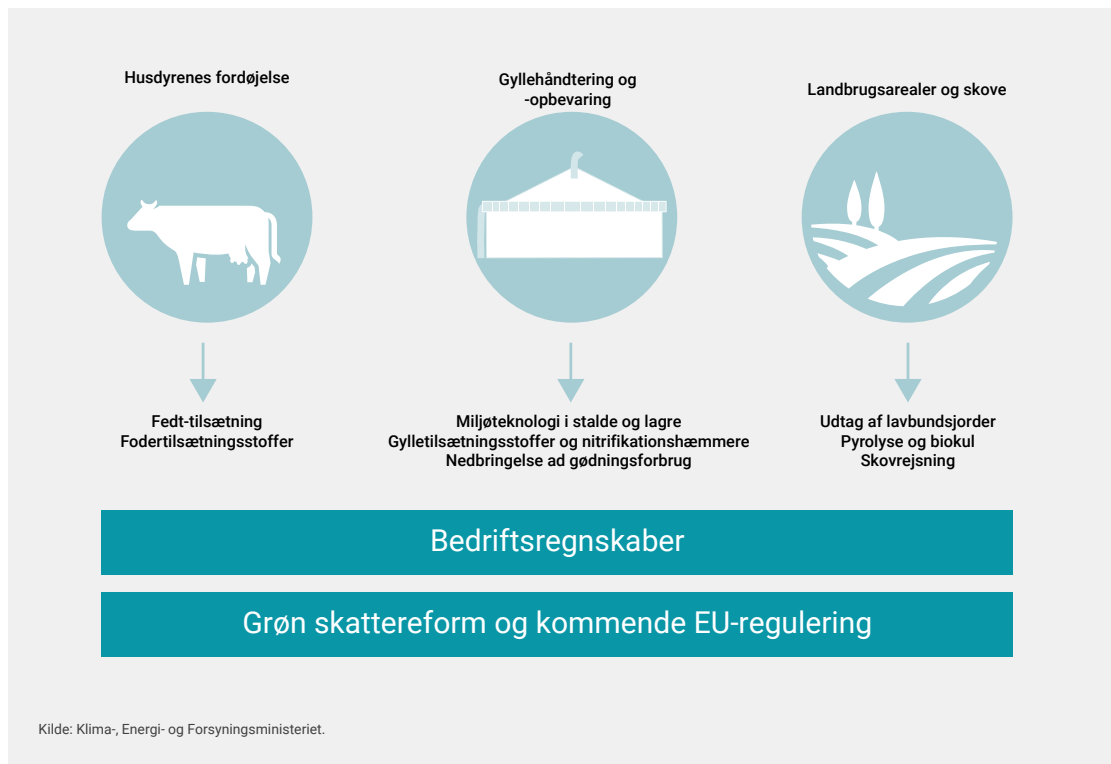 Husdyrenes fordøjelse
Gyllehåndtering og
-opbevaring
Landbrugsarealer og skove
Fedt-tilsætning
Fodertilsætningsstoffer
Miljøteknologi i stalde og lagre
Gylletilsætningsstoffer og nitrifikationshæmmere
Nedbringelse ad gødningsforbrug
Udtag af lavbundsjorder
Pyrolyse og biokul
Skovrejsning
Bedriftsregnskaber
Grøn skattereform og kommende EU-regulering
Kilde: Klima-, Energi- og Forsyningsministeriet.